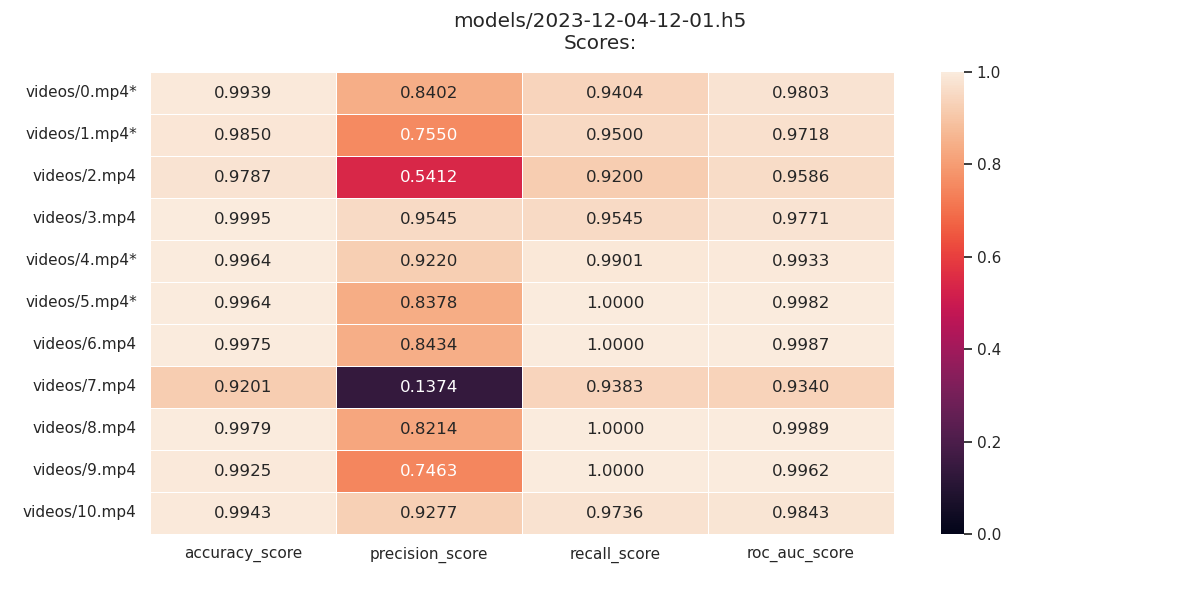 models/2023-12-04-12-01.h5
Scores:
videos/0.mp4* 0.9939 0.8402 0.9404 0.9803
videos/1.mp4* 0.9850 0.7550 0.9500 0.9718
videos/2.mp4 0.9787 0.5412 0.9200 0.9586
videos/3.mp4 0.9995 0.9545 0.9545 0.9771
videos/4.mp4* 0.9964 0.9220 0.9901 0.9933
videos/5.mp4* 0.9964 0.8378 1.0000 0.9982
videos/6.mp4 0.9975 0.8434 1.0000 0.9987
videos/7.mp4 0.9201 0.1374 0.9383 0.9340
videos/8.mp4 0.9979 0.8214 1.0000 0.9989
videos/9.mp4 0.9925 0.7463 1.0000 0.9962
videos/10.mp4 0.9943 0.9277 0.9736 0.9843
accuracy_score precision_score recall_score roc_auc_score
1.0
0.8
0.6
0.4
0.2
0.0